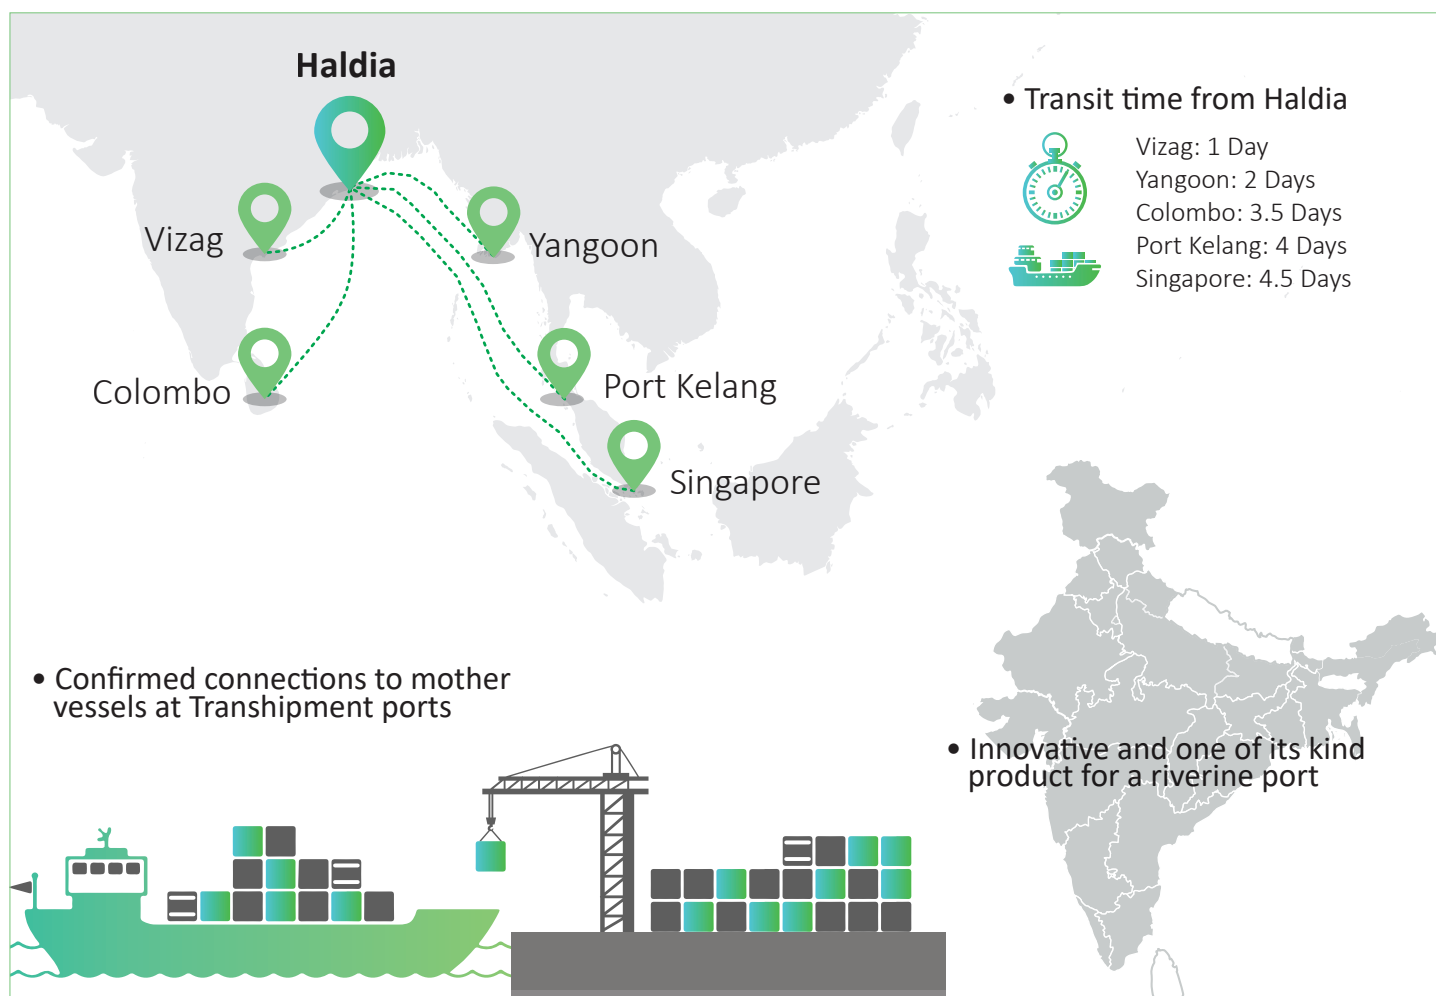 Haldia
• Transit time from Haldia
Vizag: 1 Day
Yangoon: 2 Days
Colombo: 3.5 Days
Port Kelang: 4 Days
Singapore: 4.5 Days
Vizag
Yangoon
Colombo
Port Kelang
Singapore
• Confirmed connections to mother
vessels at Transhipment ports
• Innovative and one of its kind
product for a riverine port